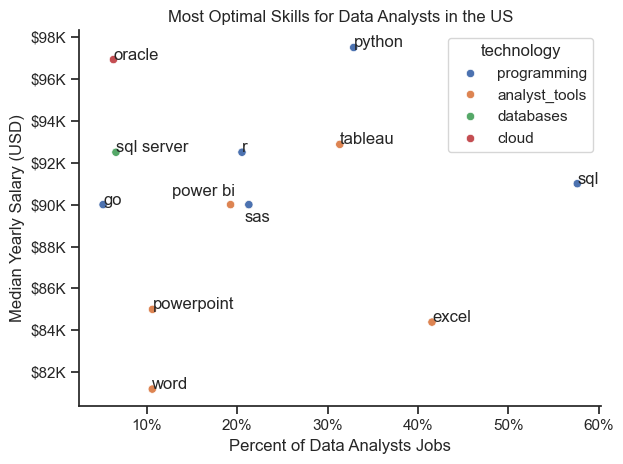 Most Optimal Skills for Data Analysts in the US
Median Yearly Salary (USD)
$98K
$96K
$94K
$92K
$90K
$88K
$86K
$84K
$82K
technology
programming
analyst_tools
databases
cloud
python
oracle
tableau
sql server
r
sql
power bi
go
sas
powerpoint
excel
word
10%
20%
30%
40%
50%
60%
Percent of Data Analysts Jobs